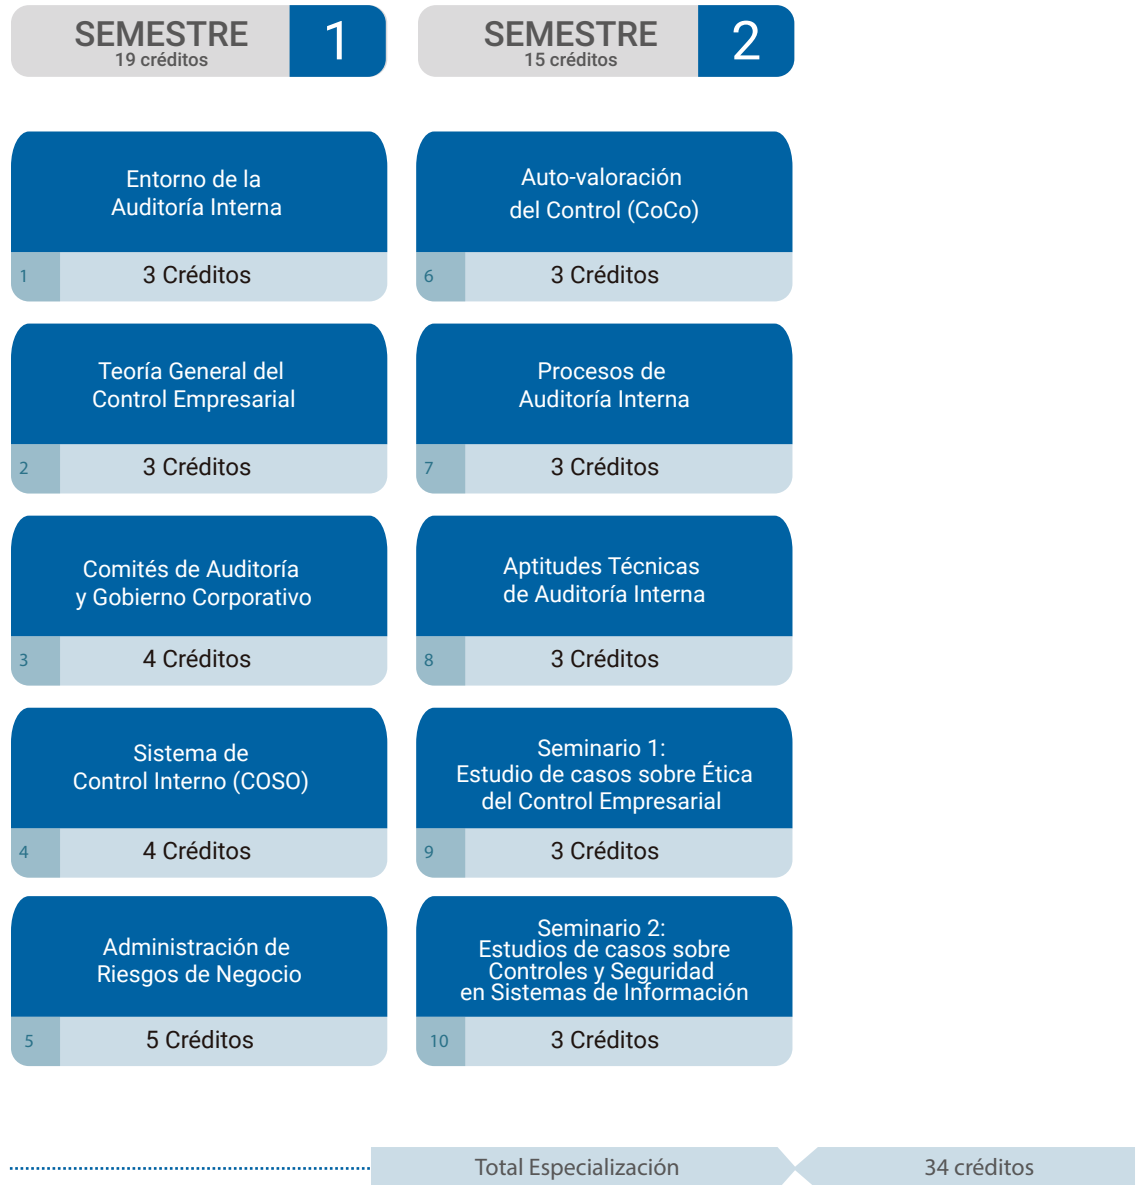 SEMESTRE
19 créditos
1
SEMESTRE
15 créditos
2
Entorno de la
Auditoría Interna
1
3 Créditos
Teoría General del
Control Empresarial
2
3 Créditos
Comités de Auditoría
y Gobierno Corporativo
3
4 Créditos
Sistema de
Control Interno (COSO)
4
4 Créditos
Administración de
Riesgos de Negocio
5
5 Créditos
Auto-valoración
del Control (CoCo)
6
3 Créditos
Procesos de
Auditoría Interna
7
3 Créditos
Aptitudes Técnicas
de Auditoría Interna
8
3 Créditos
Seminario 1:
Estudio de casos sobre Ética
del Control Empresarial
9
3 Créditos
Seminario 2:
Estudios de casos sobre
Controles y Seguridad
en Sistemas de Información
10
3 Créditos
Total Especialización
34 créditos